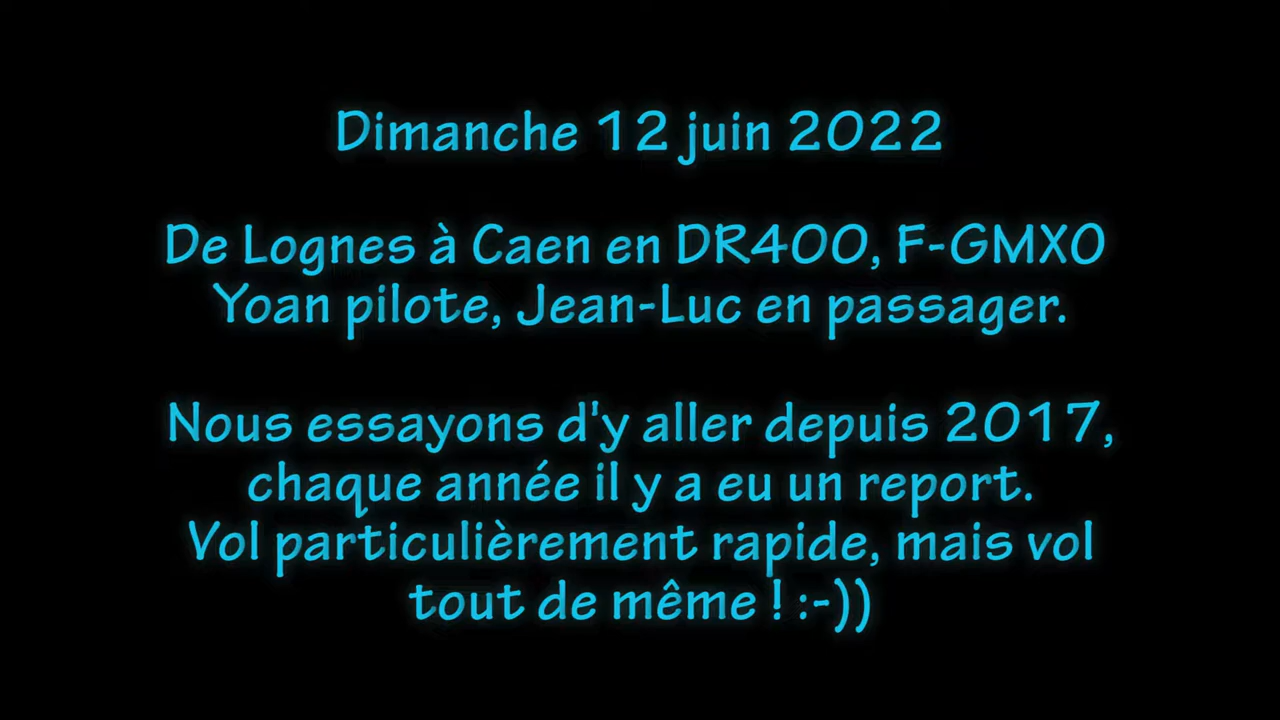 Dimanche 12 juin 2022
De Lognes à Caen en DR400, F-GMXO
Yoan pilote, Jean-Luc en passager.
Nous essayons d'y aller depuis 2017,
chaque année il y a eu un report.
Vol particulièrement rapide, mais vol
tout de même ! :-))